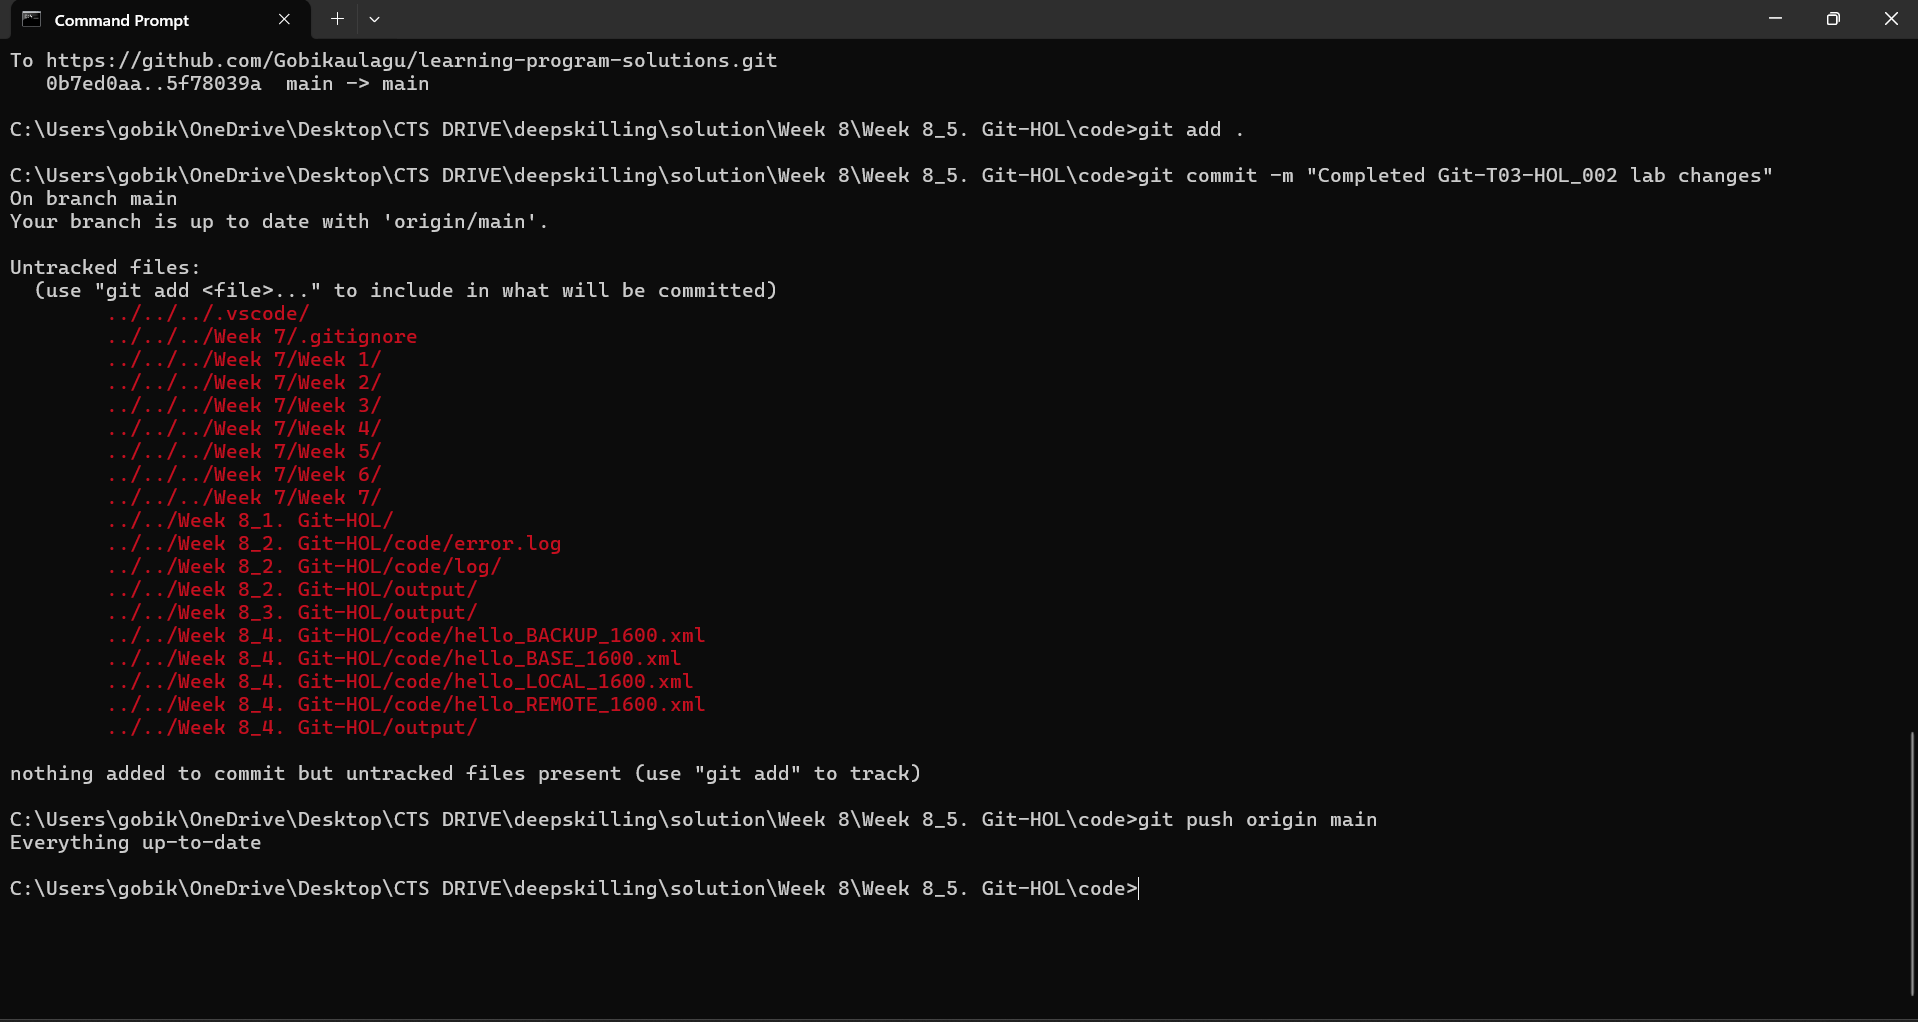 Command Prompt
To https://github.com/Gobikaulagu/learning-program-solutions.git
   0b7ed0aa..5f78039a  main -> main
C:\Users\gobik\OneDrive\Desktop\CTS DRIVE\deepskilling\solution\Week 8\Week 8_5. Git-HOL\code>git add .
C:\Users\gobik\OneDrive\Desktop\CTS DRIVE\deepskilling\solution\Week 8\Week 8_5. Git-HOL\code>git commit -m "Completed Git-T03-HOL_002 lab changes"
On branch main
Your branch is up to date with 'origin/main'.
Untracked files:
  (use "git add <file>..." to include in what will be committed)
        ../../../.vscode/
        ../../../Week 7/.gitignore
        ../../../Week 7/Week 1/
        ../../../Week 7/Week 2/
        ../../../Week 7/Week 3/
        ../../../Week 7/Week 4/
        ../../../Week 7/Week 5/
        ../../../Week 7/Week 6/
        ../../../Week 7/Week 7/
        ../../Week 8_1. Git-HOL/
        ../../Week 8_2. Git-HOL/code/error.log
        ../../Week 8_2. Git-HOL/code/log/
        ../../Week 8_2. Git-HOL/output/
        ../../Week 8_3. Git-HOL/output/
        ../../Week 8_4. Git-HOL/code/hello_BACKUP_1600.xml
        ../../Week 8_4. Git-HOL/code/hello_BASE_1600.xml
        ../../Week 8_4. Git-HOL/code/hello_LOCAL_1600.xml
        ../../Week 8_4. Git-HOL/code/hello_REMOTE_1600.xml
        ../../Week 8_4. Git-HOL/output/
nothing added to commit but untracked files present (use "git add" to track)
C:\Users\gobik\OneDrive\Desktop\CTS DRIVE\deepskilling\solution\Week 8\Week 8_5. Git-HOL\code>git push origin main
Everything up-to-date
C:\Users\gobik\OneDrive\Desktop\CTS DRIVE\deepskilling\solution\Week 8\Week 8_5. Git-HOL\code>